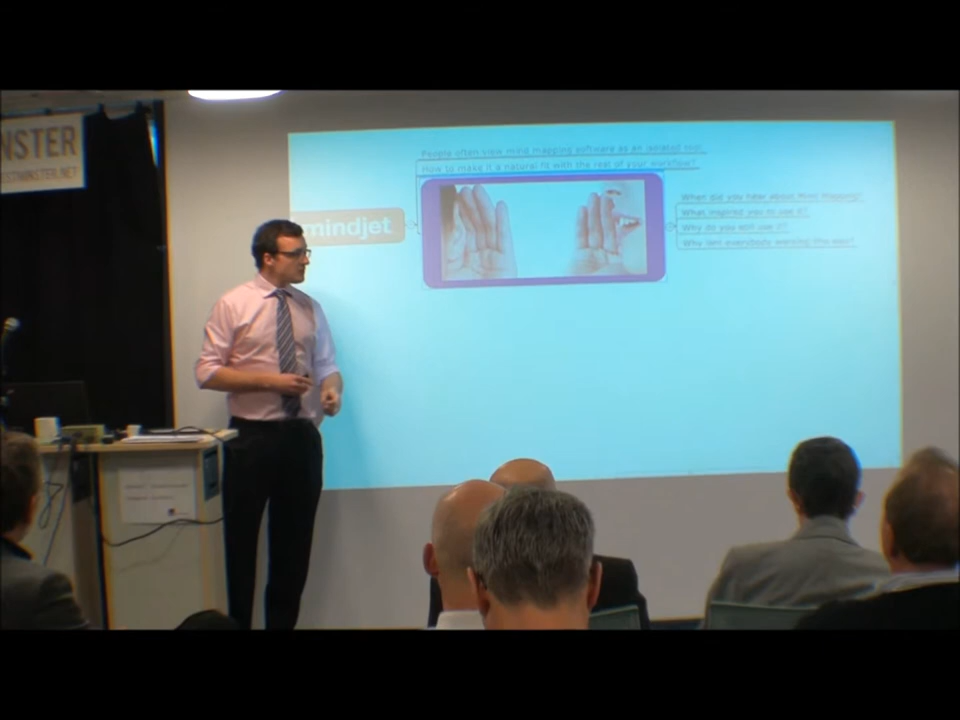 NSTER
STMINSTER.NET
People often view mind mapping software as an isolated tool.
How to make it a natural fit with the rest of your workflow?
mindjet
When did you hear about mind mapping?
What inspired you to use it?
Why do you still use it?
Why isn't everybody working this way?